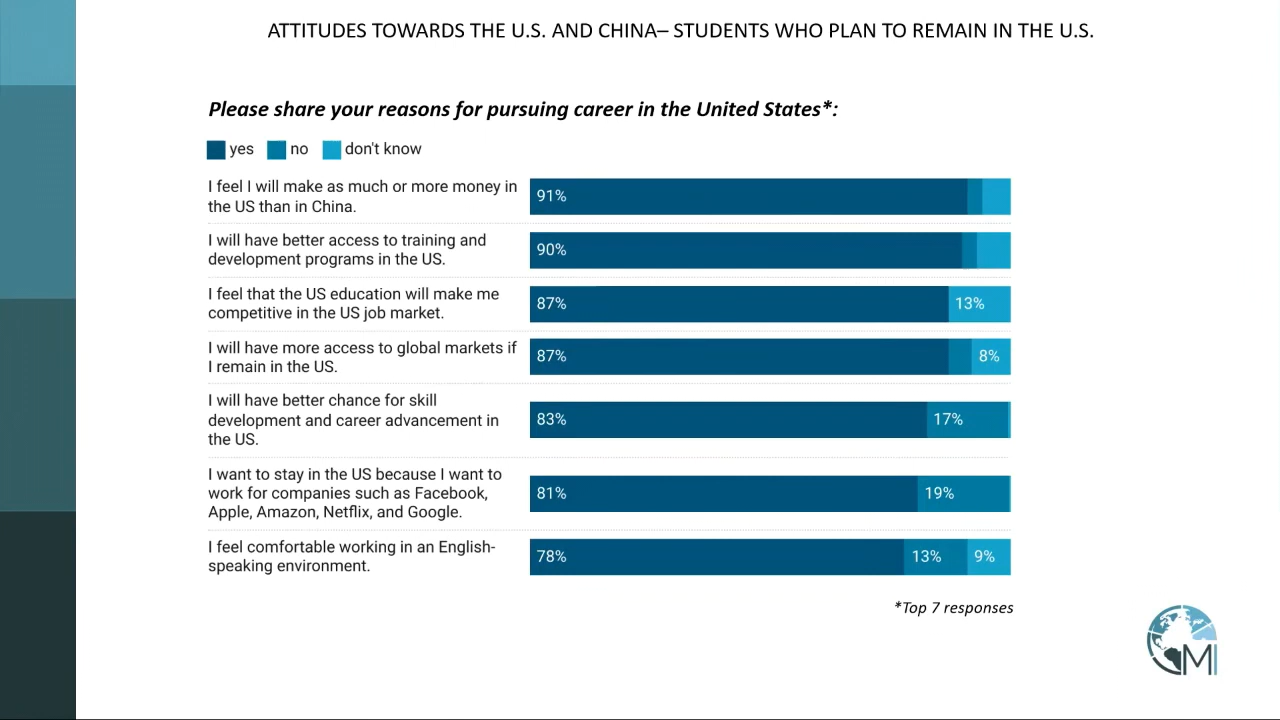 ATTITUDES TOWARDS THE U.S. AND CHINA– STUDENTS WHO PLAN TO REMAIN IN THE U.S.
Please share your reasons for pursuing career in the United States*:
yes no don't know
I feel I will make as much or more money in
the US than in China.
91%
I will have better access to training and
development programs in the US.
90%
I feel that the US education will make me
competitive in the US job market.
87% 13%
I will have more access to global markets if
I remain in the US.
87% 8%
I will have better chance for skill
development and career advancement in
the US.
83% 17%
I want to stay in the US because I want to
work for companies such as Facebook,
Apple, Amazon, Netflix, and Google.
81% 19%
I feel comfortable working in an English-
speaking environment.
78% 13% 9%
*Top 7 responses
MI